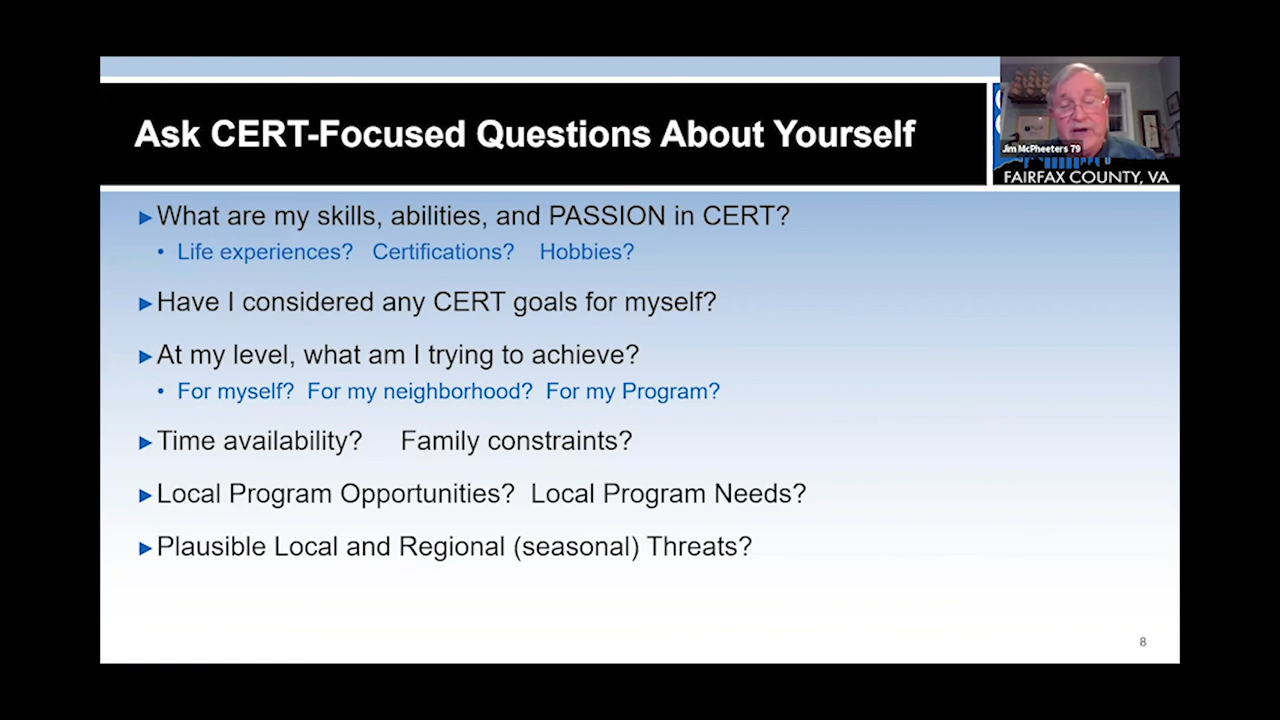 Ask CERT-Focused Questions About Yourself
Jim McPheeters 79
FAIRFAX COUNTY, VA
What are my skills, abilities, and PASSION in CERT?
• Life experiences? Certifications? Hobbies?
Have I considered any CERT goals for myself?
At my level, what am I trying to achieve?
• For myself? For my neighborhood? For my Program?
Time availability? Family constraints?
Local Program Opportunities? Local Program Needs?
Plausible Local and Regional (seasonal) Threats?
8